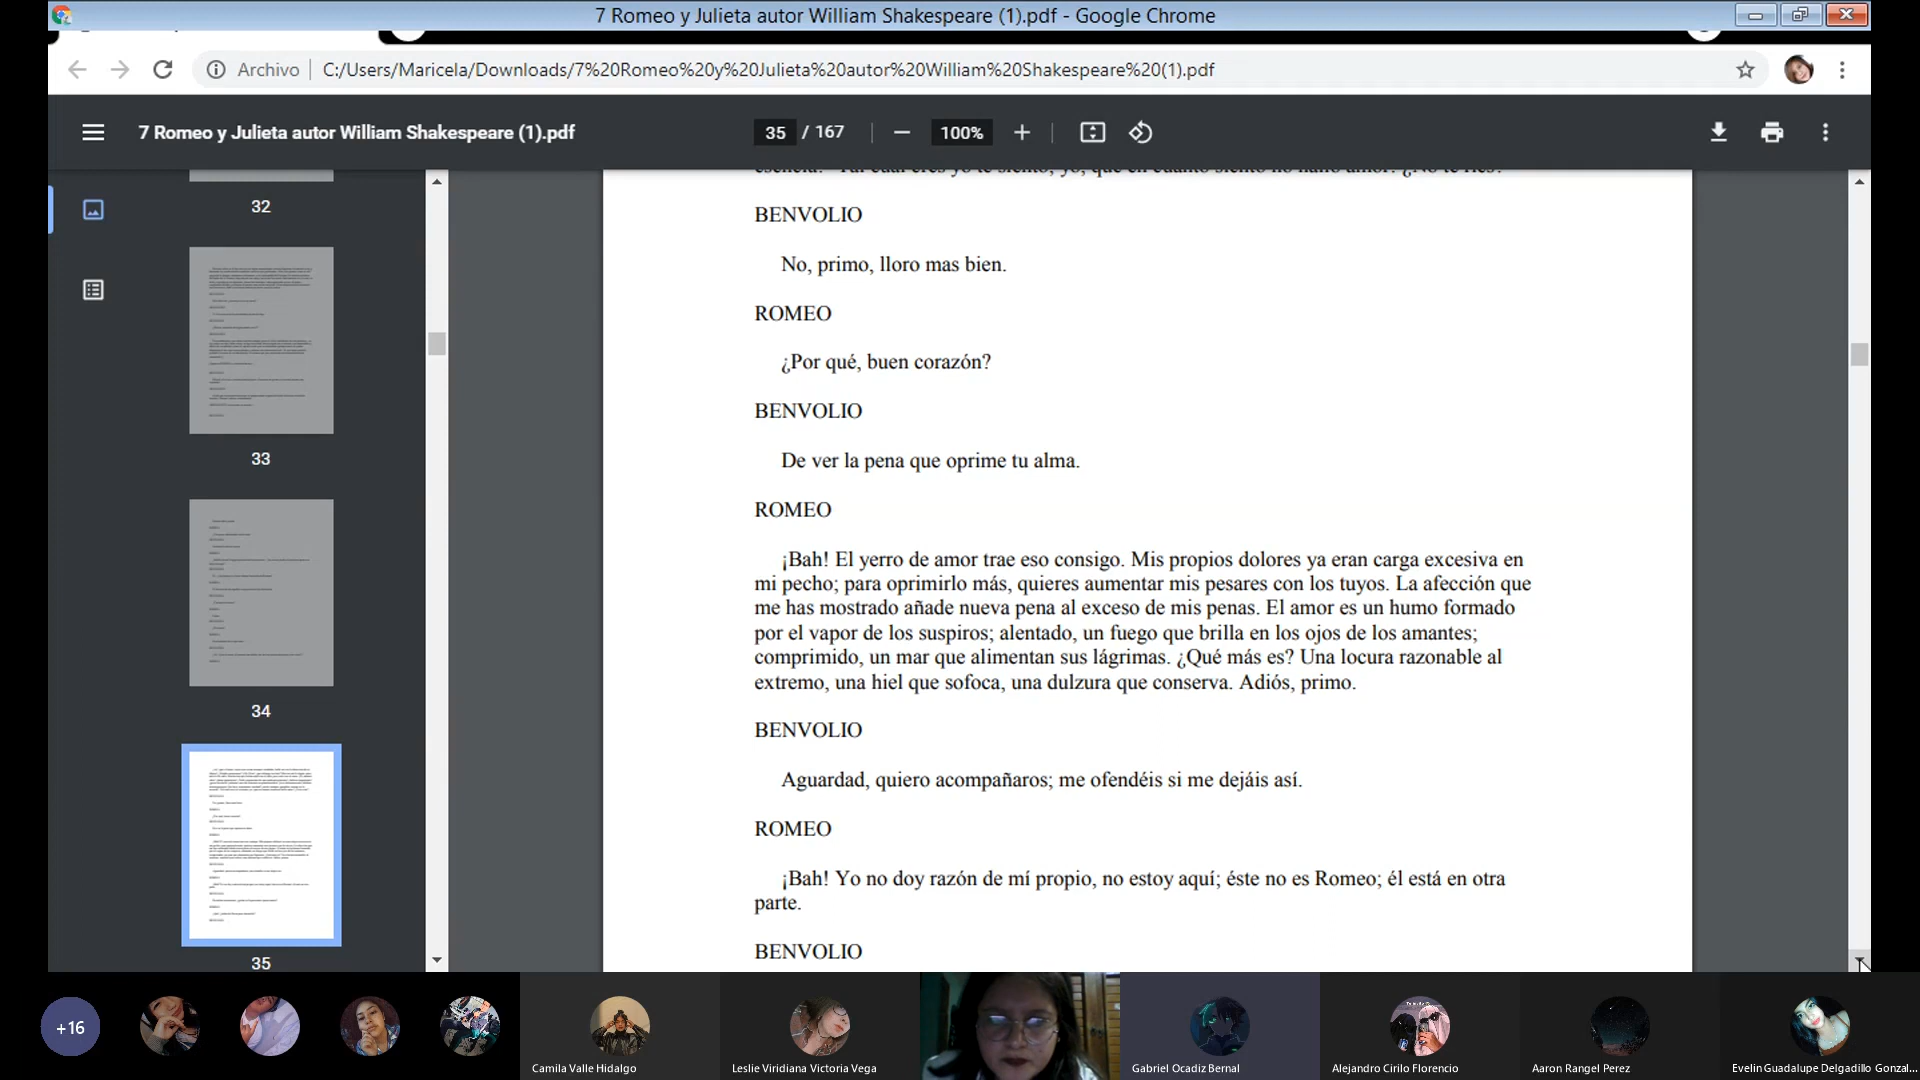 7 Romeo y Julieta autor William Shakespeare (1).pdf - Google Chrome
Archivo
C:/Users/Maricela/Downloads/7%20Romeo%20y%20Julieta%20autor%20William%20Shakespeare%20(1).pdf
7 Romeo y Julieta autor William Shakespeare (1).pdf
35 / 167
100%
32
33
34
35
BENVOLIO
No, primo, lloro mas bien.
ROMEO
¿Por qué, buen corazón?
BENVOLIO
De ver la pena que oprime tu alma.
ROMEO
¡Bah! El yerro de amor trae eso consigo. Mis propios dolores ya eran carga excesiva en
mi pecho; para oprimirlo más, quieres aumentar mis pesares con los tuyos. La afección que
me has mostrado añade nueva pena al exceso de mis penas. El amor es un humo formado
por el vapor de los suspiros; alentado, un fuego que brilla en los ojos de los amantes;
comprimido, un mar que alimentan sus lágrimas. ¿Qué más es? Una locura razonable al
extremo, una hiel que sofoca, una dulzura que conserva. Adiós, primo.
BENVOLIO
Aguardad, quiero acompañaros; me ofendéis si me dejáis así.
ROMEO
¡Bah! Yo no doy razón de mí propio, no estoy aquí; éste no es Romeo; él está en otra
parte.
BENVOLIO
+16
Camila Valle Hidalgo
Leslie Viridiana Victoria Vega
Gabriel Ocadiz Bernal
Alejandro Cirilo Florencio
Aaron Rangel Perez
Evelin Guadalupe Delgadillo Gonzal...